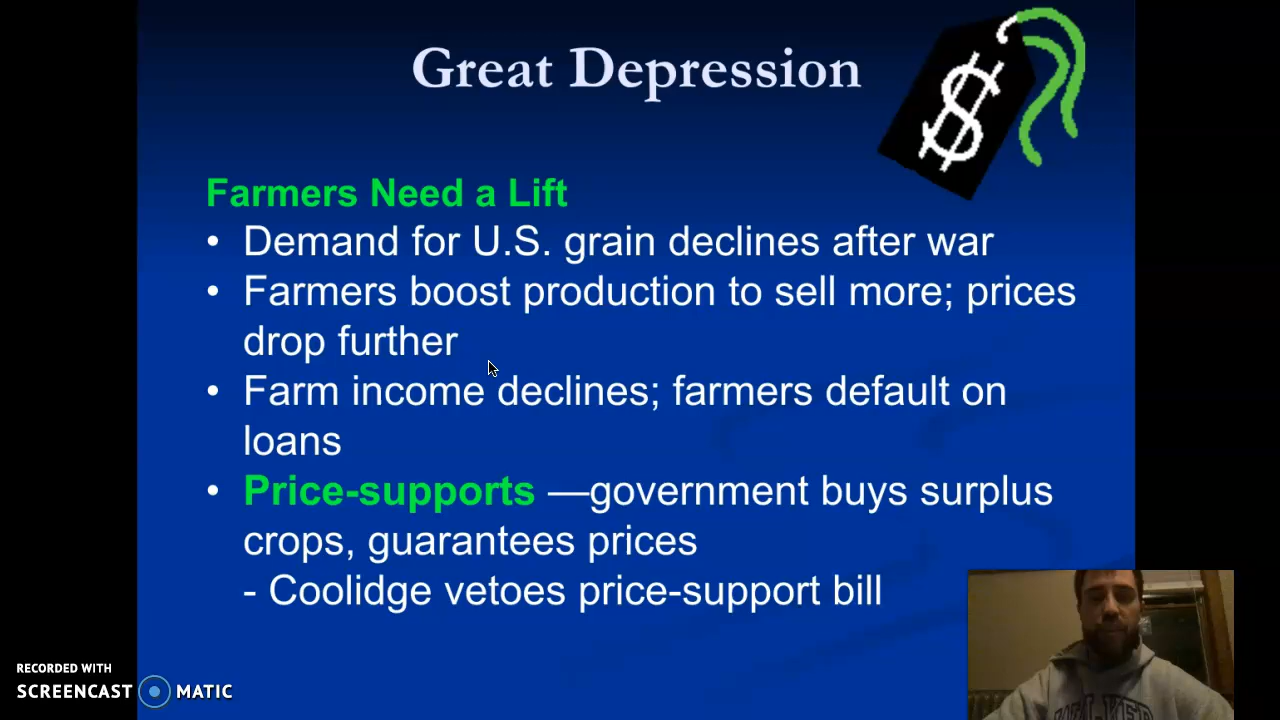 Great Depression
$
Farmers Need a Lift
• Demand for U.S. grain declines after war
• Farmers boost production to sell more; prices
drop further
• Farm income declines; farmers default on
loans
• Price-supports —government buys surplus
crops, guarantees prices
- Coolidge vetoes price-support bill
RECORDED WITH
SCREENCAST MATIC